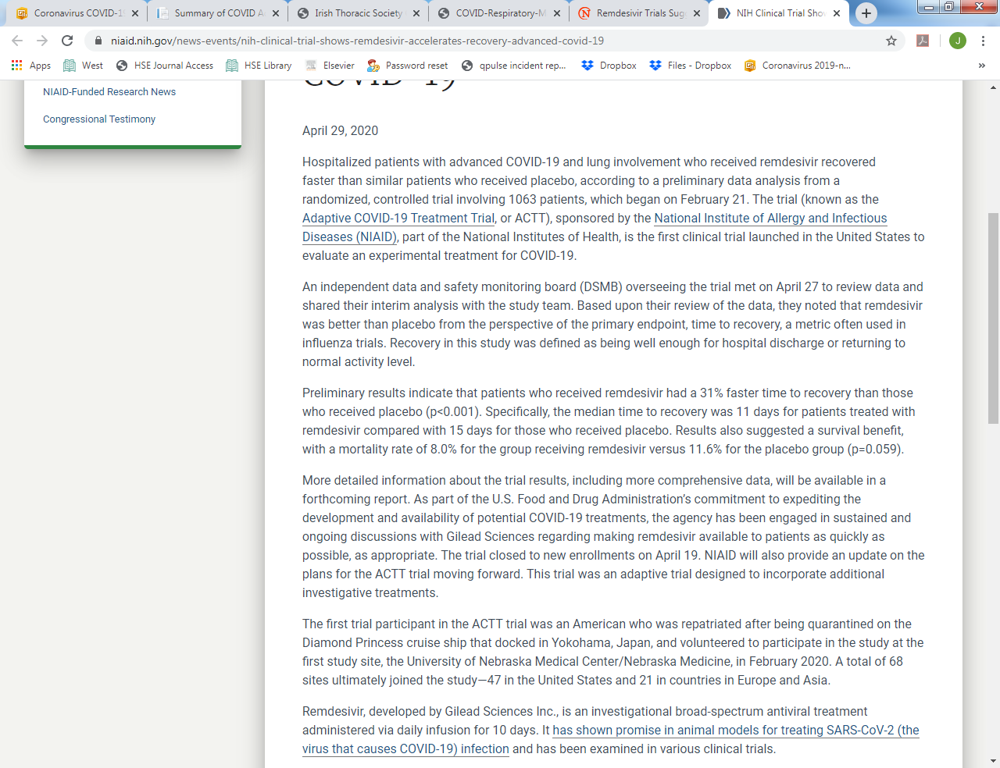 Coronavirus COVID-1
Summary of COVID A
Irish Thoracic Society
COVID-Respiratory-M
Remdesivir Trials Sug
NIH Clinical Trial Sho
niaid.nih.gov/news-events/nih-clinical-trial-shows-remdesivir-accelerates-recovery-advanced-covid-19
J
Apps
West
HSE Journal Access
HSE Library
Elsevier
Password reset
qpulse incident rep...
Dropbox
Files - Dropbox
Coronavirus 2019-n...
»
COVID-19
NIAID-Funded Research News
Congressional Testimony
April 29, 2020
Hospitalized patients with advanced COVID-19 and lung involvement who received remdesivir recovered
faster than similar patients who received placebo, according to a preliminary data analysis from a
randomized, controlled trial involving 1063 patients, which began on February 21. The trial (known as the
Adaptive COVID-19 Treatment Trial, or ACTT), sponsored by the National Institute of Allergy and Infectious
Diseases (NIAID), part of the National Institutes of Health, is the first clinical trial launched in the United States to
evaluate an experimental treatment for COVID-19.
An independent data and safety monitoring board (DSMB) overseeing the trial met on April 27 to review data and
shared their interim analysis with the study team. Based upon their review of the data, they noted that remdesivir
was better than placebo from the perspective of the primary endpoint, time to recovery, a metric often used in
influenza trials. Recovery in this study was defined as being well enough for hospital discharge or returning to
normal activity level.
Preliminary results indicate that patients who received remdesivir had a 31% faster time to recovery than those
who received placebo (p<0.001). Specifically, the median time to recovery was 11 days for patients treated with
remdesivir compared with 15 days for those who received placebo. Results also suggested a survival benefit,
with a mortality rate of 8.0% for the group receiving remdesivir versus 11.6% for the placebo group (p=0.059).
More detailed information about the trial results, including more comprehensive data, will be available in a
forthcoming report. As part of the U.S. Food and Drug Administration’s commitment to expediting the
development and availability of potential COVID-19 treatments, the agency has been engaged in sustained and
ongoing discussions with Gilead Sciences regarding making remdesivir available to patients as quickly as
possible, as appropriate. The trial closed to new enrollments on April 19. NIAID will also provide an update on the
plans for the ACTT trial moving forward. This trial was an adaptive trial designed to incorporate additional
investigative treatments.
The first trial participant in the ACTT trial was an American who was repatriated after being quarantined on the
Diamond Princess cruise ship that docked in Yokohama, Japan, and volunteered to participate in the study at the
first study site, the University of Nebraska Medical Center/Nebraska Medicine, in February 2020. A total of 68
sites ultimately joined the study—47 in the United States and 21 in countries in Europe and Asia.
Remdesivir, developed by Gilead Sciences Inc., is an investigational broad-spectrum antiviral treatment
administered via daily infusion for 10 days. It has shown promise in animal models for treating SARS-CoV-2 (the
virus that causes COVID-19) infection and has been examined in various clinical trials.